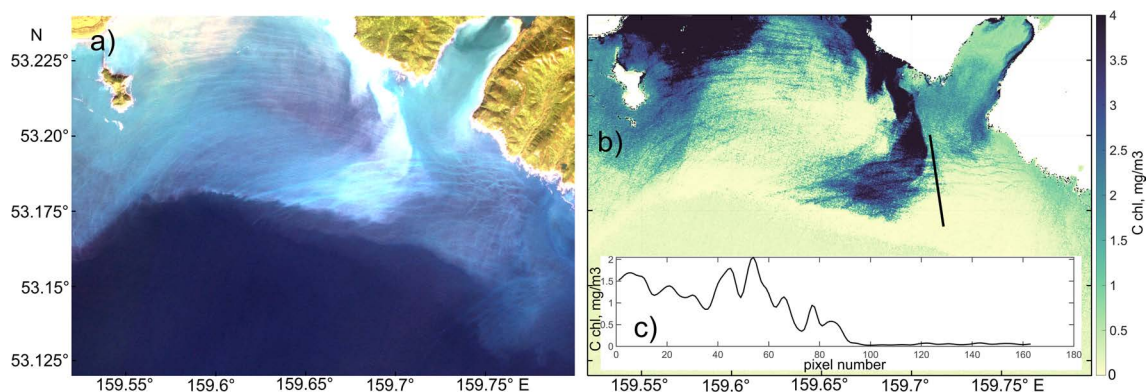 N
a)
53.225°
53.20°
53.175°
53.15°
53.125°
159.55° 159.6° 159.65° 159.7° 159.75° E
b)
4
3.5
3
2.5
2
1.5
1
0.5
0
C chl, mg/m3
C chl, mg/m3
2
1.5
1
0.5
0
c)
0 20 40 60 80 100 120 140 160 180
pixel number
159.55° 159.6° 159.65° 159.7° 159.75° E